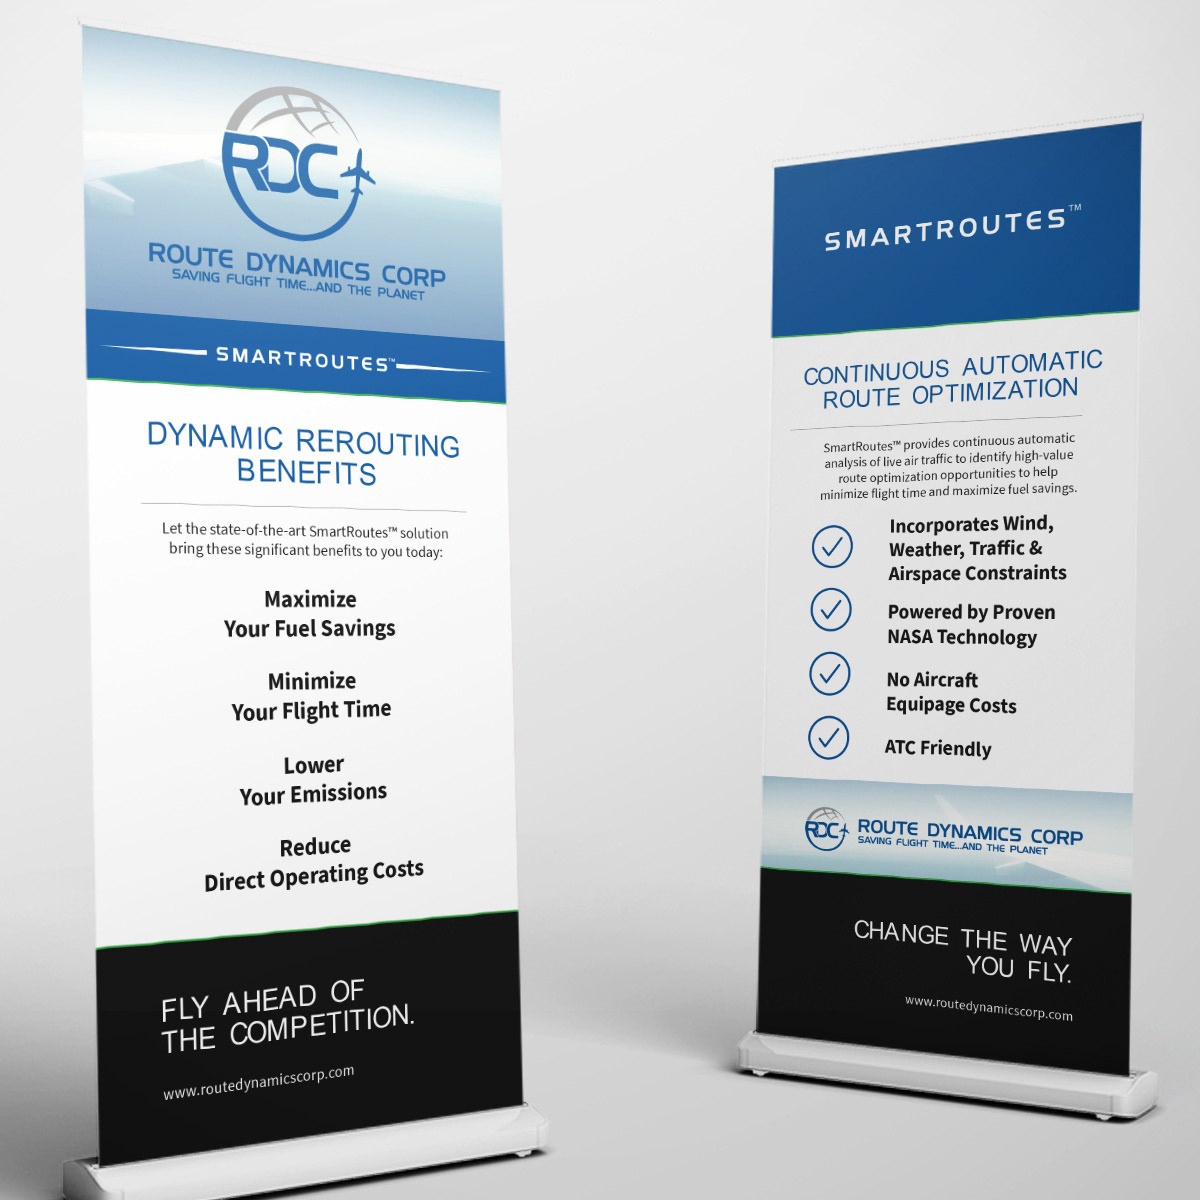 RDC
ROUTE DYNAMICS CORP
SAVING FLIGHT TIME...AND THE PLANET
SMARTROUTES™
DYNAMIC REROUTING
BENEFITS
Let the state-of-the-art SmartRoutes™ solution
bring these significant benefits to you today:
Maximize
Your Fuel Savings
Minimize
Your Flight Time
Lower
Your Emissions
Reduce
Direct Operating Costs
FLY AHEAD OF
THE COMPETITION.
www.routedynamicscorp.com
SMARTROUTES™
CONTINUOUS AUTOMATIC
ROUTE OPTIMIZATION
SmartRoutes™ provides continuous automatic
analysis of live air traffic to identify high-value
route optimization opportunities to help
minimize flight time and maximize fuel savings.
Incorporates Wind,
Weather, Traffic &
Airspace Constraints
Powered by Proven
NASA Technology
No Aircraft
Equipage Costs
ATC Friendly
RDC
ROUTE DYNAMICS CORP
SAVING FLIGHT TIME...AND THE PLANET
CHANGE THE WAY
YOU FLY.
www.routedynamicscorp.com